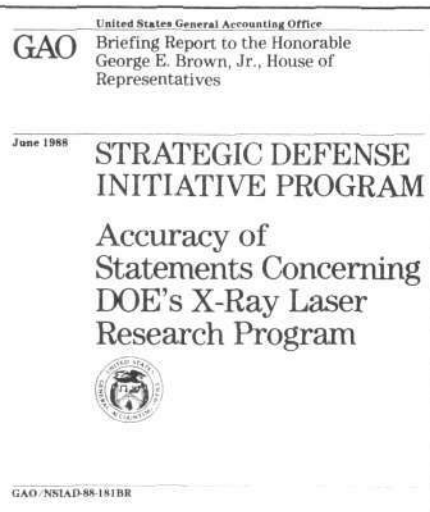 United States General Accounting Office
GAO
Briefing Report to the Honorable
George E. Brown, Jr., House of
Representatives
June 1988
STRATEGIC DEFENSE
INITIATIVE PROGRAM
Accuracy of
Statements Concerning
DOE's X-Ray Laser
Research Program
GAO/NSIAD-88-181BR